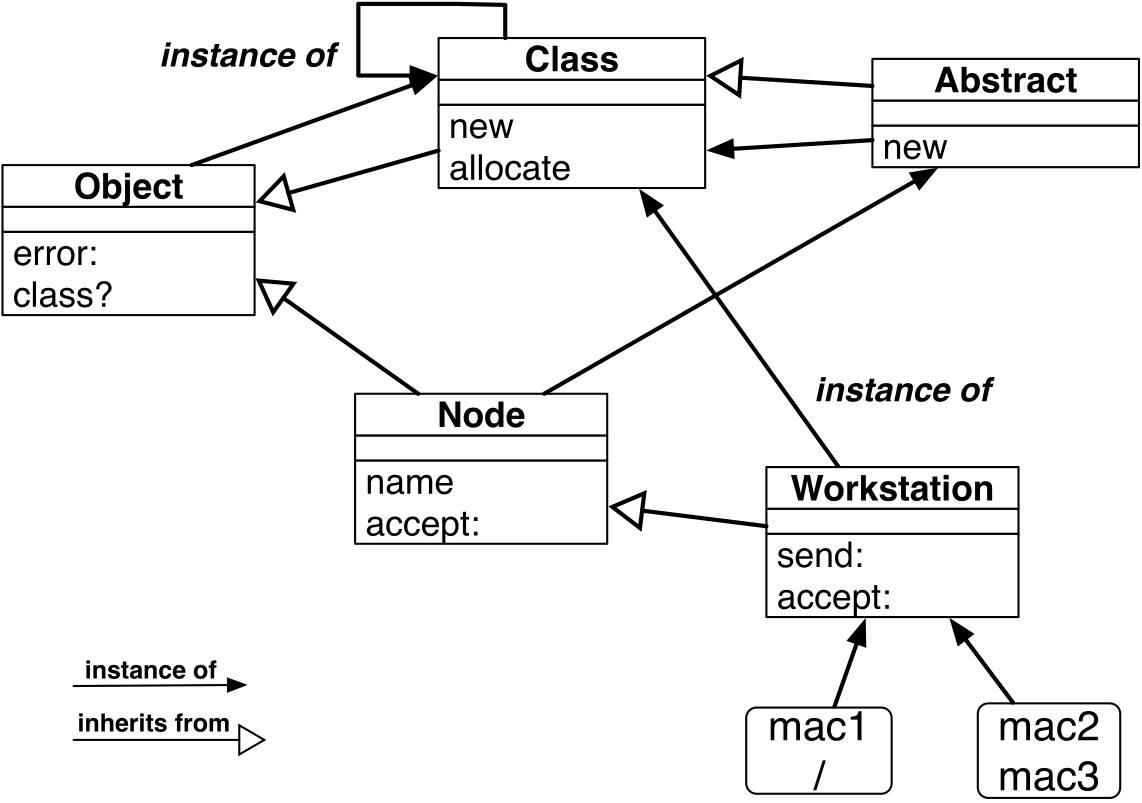 instance of
Class
new
allocate
Abstract
new
Object
error:
class?
Node
name
accept:
instance of
Workstation
send:
accept:
instance of
inherits from
mac1
/
mac2
mac3